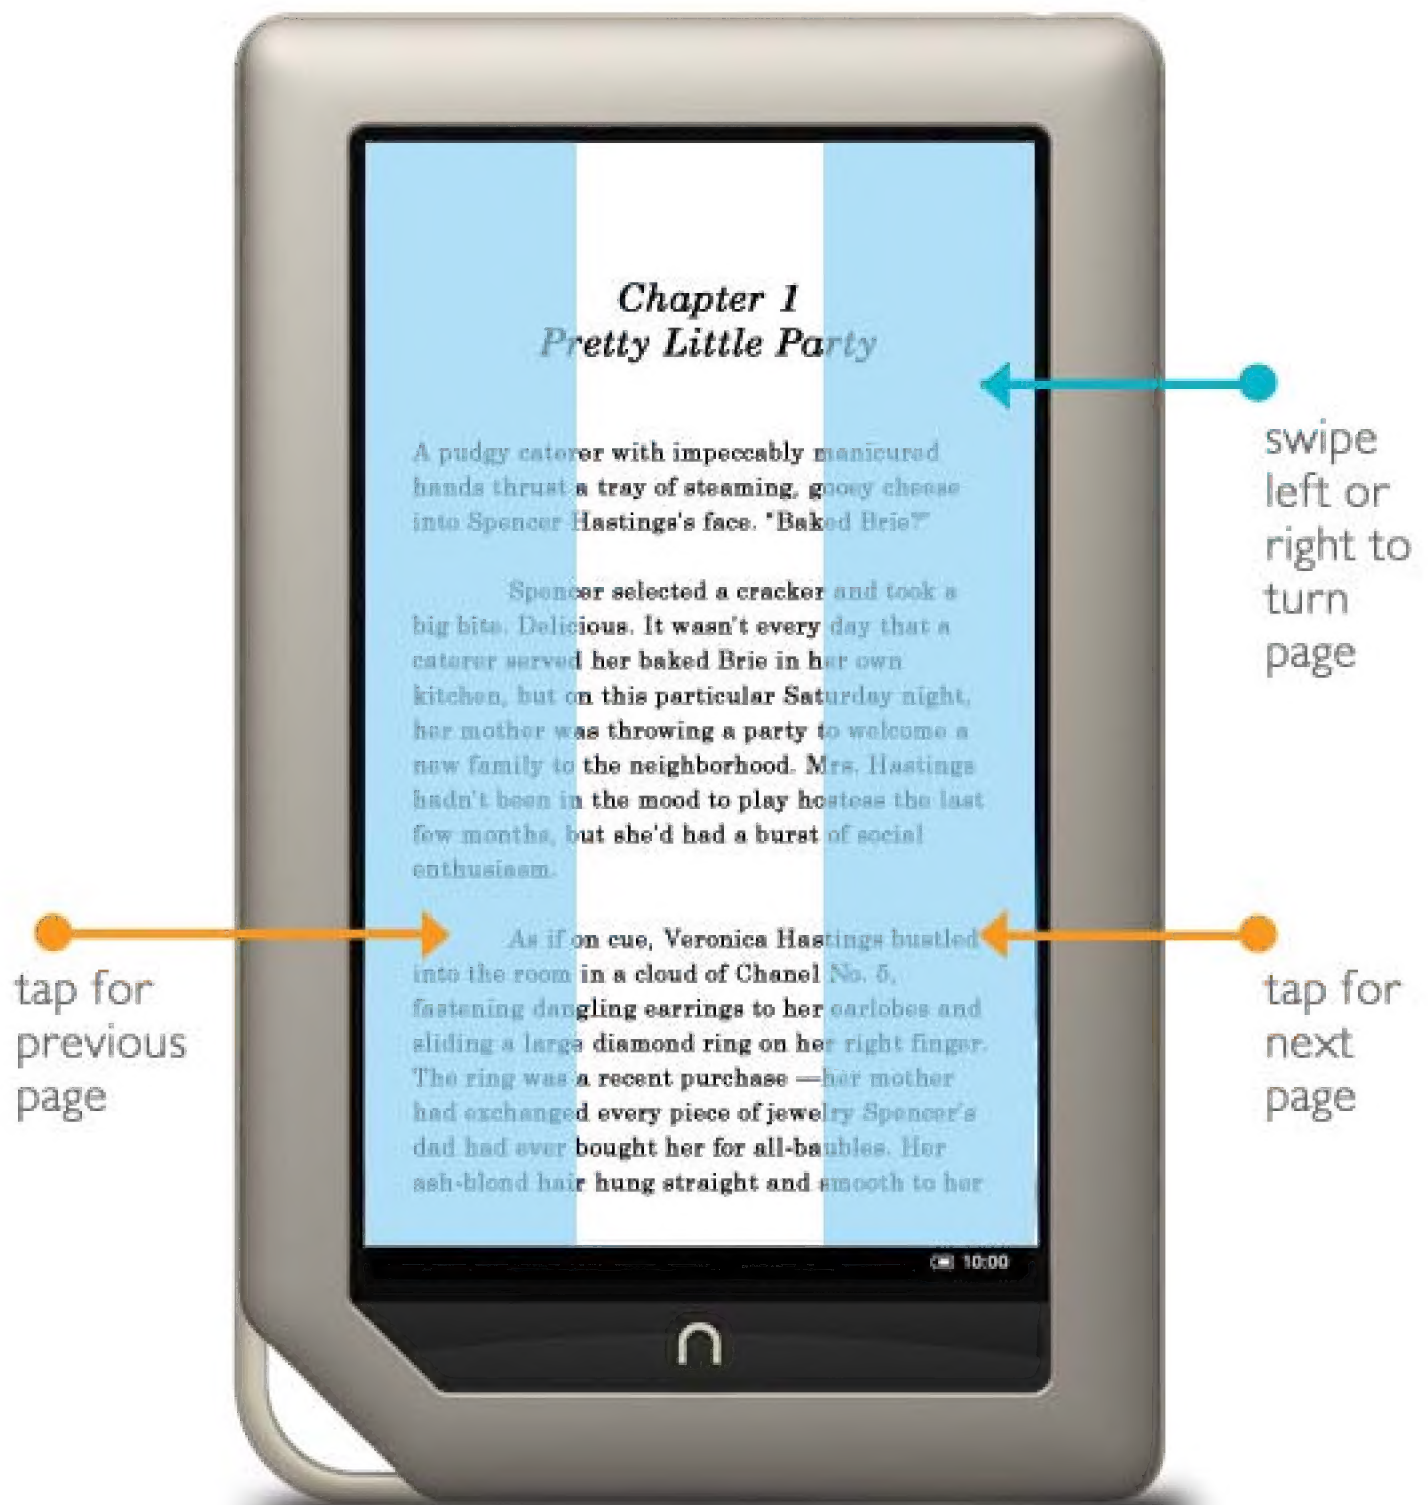 Chapter 1
Pretty Little Party
A pudgy caterer with impeccably manicured
hands thrust a tray of steaming, gooey cheese
into Spencer Hastings's face. "Baked Brie?"
Spencer selected a cracker and took a
big bite. Delicious. It wasn't every day that a
caterer served her baked Brie in her own
kitchen, but on this particular Saturday night,
her mother was throwing a party to welcome a
new family to the neighborhood. Mrs. Hastings
hadn't been in the mood to play hostess the last
few months, but she'd had a burst of social
enthusiasm.
As if on cue, Veronica Hastings bustled
into the room in a cloud of Chanel No. 5,
fastening dangling earrings to her earlobes and
sliding a large diamond ring on her right finger.
The ring was a recent purchase —her mother
had exchanged every piece of jewelry Spencer's
dad had ever bought her for all-baubles. Her
ash-blond hair hung straight and smooth to her
10:00
n
swipe
left or
right to
turn
page
tap for
previous
page
tap for
next
page